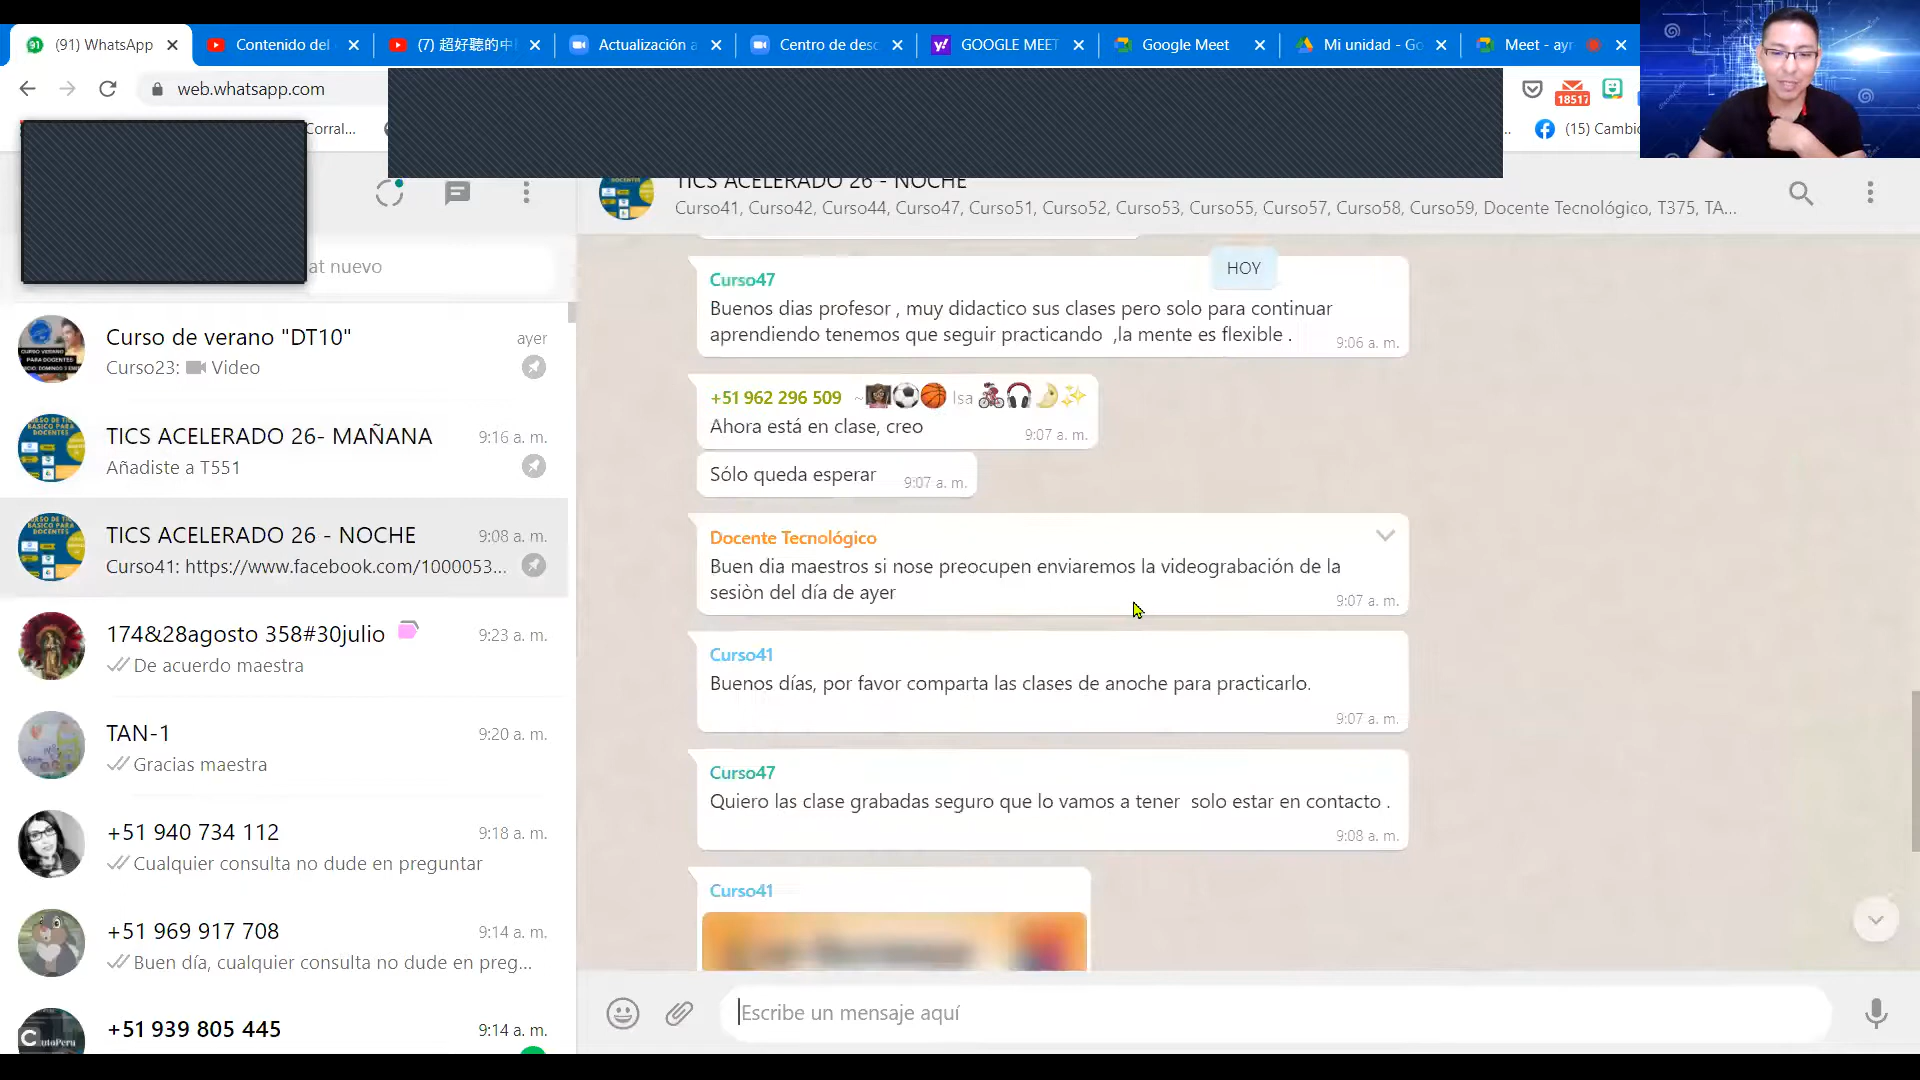 (91) WhatsApp
Contenido del
(7) 超好聽的中
Actualización a
Centro de desc
GOOGLE MEET
Google Meet
Mi unidad - Go
Meet - ayr
web.whatsapp.com
18517
Corral...
(15) Cambio
at nuevo
TICS ACELERADO 26 - NOCHE
Curso41, Curso42, Curso44, Curso47, Curso51, Curso52, Curso53, Curso55, Curso57, Curso58, Curso59, Docente Tecnológico, T375, TA...
Curso de verano "DT10"
ayer
Curso23: Video
TICS ACELERADO 26- MAÑANA
9:16 a. m.
Añadiste a T551
TICS ACELERADO 26 - NOCHE
9:08 a. m.
Curso41: https://www.facebook.com/1000053...
174&28agosto 358#30julio
9:23 a. m.
De acuerdo maestra
TAN-1
9:20 a. m.
Gracias maestra
+51 940 734 112
9:18 a. m.
Cualquier consulta no dude en preguntar
+51 969 917 708
9:14 a. m.
Buen día, cualquier consulta no dude en preg...
+51 939 805 445
9:14 a. m.
HOY
Curso47
Buenos dias profesor , muy didactico sus clases pero solo para continuar
aprendiendo tenemos que seguir practicando ,la mente es flexible .
9:06 a. m.
+51 962 296 509 ~ Isa
Ahora está en clase, creo
9:07 a. m.
Sólo queda esperar
9:07 a. m.
Docente Tecnológico
Buen dia maestros si nose preocupen enviaremos la videograbación de la
sesiòn del día de ayer
9:07 a. m.
Curso41
Buenos días, por favor comparta las clases de anoche para practicarlo.
9:07 a. m.
Curso47
Quiero las clase grabadas seguro que lo vamos a tener solo estar en contacto .
9:08 a. m.
Curso41
Escribe un mensaje aquí